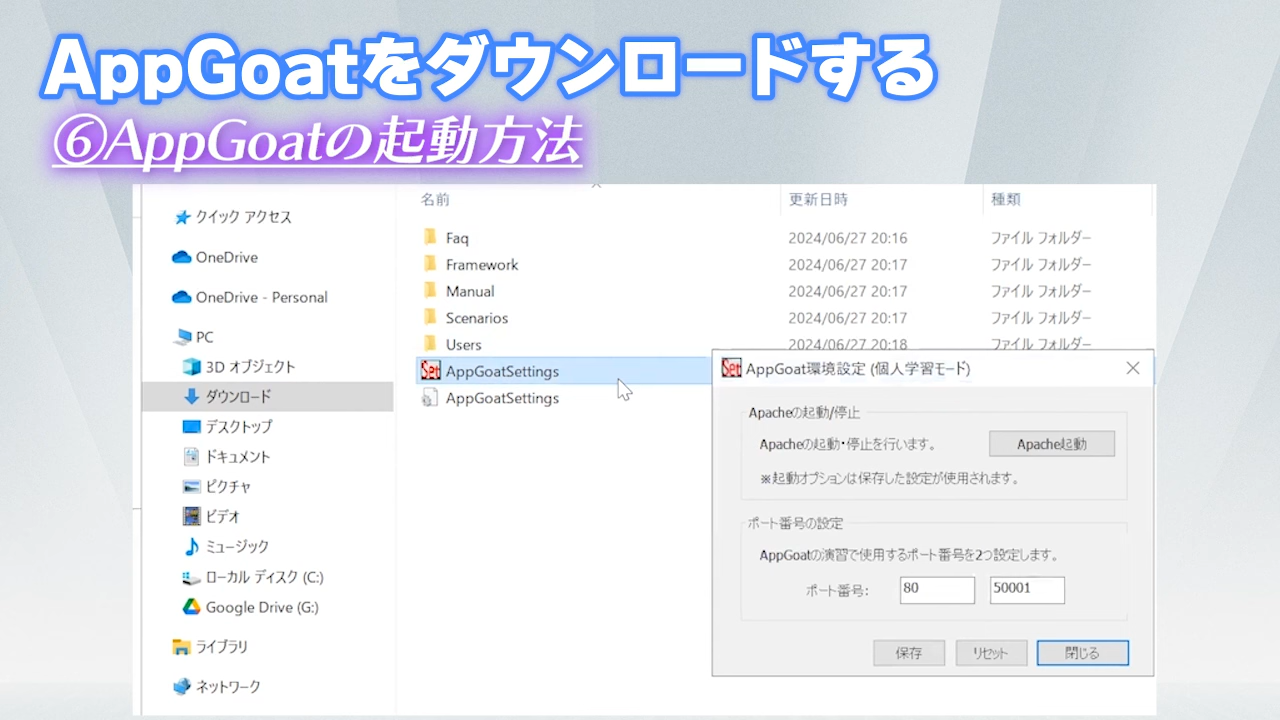 AppGoatをダウンロードする
⑥AppGoatの起動方法
名前 更新日時 種類
クイック アクセス
OneDrive
OneDrive - Personal
PC
3D オブジェクト
ダウンロード
デスクトップ
ドキュメント
ピクチャ
ビデオ
ミュージック
ローカル ディスク (C:)
Google Drive (G:)
ライブラリ
ネットワーク
Faq 2024/06/27 20:16 ファイル フォルダー
Framework 2024/06/27 20:17 ファイル フォルダー
Manual 2024/06/27 20:17 ファイル フォルダー
Scenarios 2024/06/27 20:17 ファイル フォルダー
Users 2024/06/27 20:18 ファイル フォルダー
Set AppGoatSettings
AppGoatSettings
Set AppGoat環境設定 (個人学習モード)
Apacheの起動/停止
Apacheの起動・停止を行います。 Apache起動
※起動オプションは保存した設定が使用されます。
ポート番号の設定
AppGoatの演習で使用するポート番号を2つ設定します。
ポート番号: 80 50001
保存 リセット 閉じる